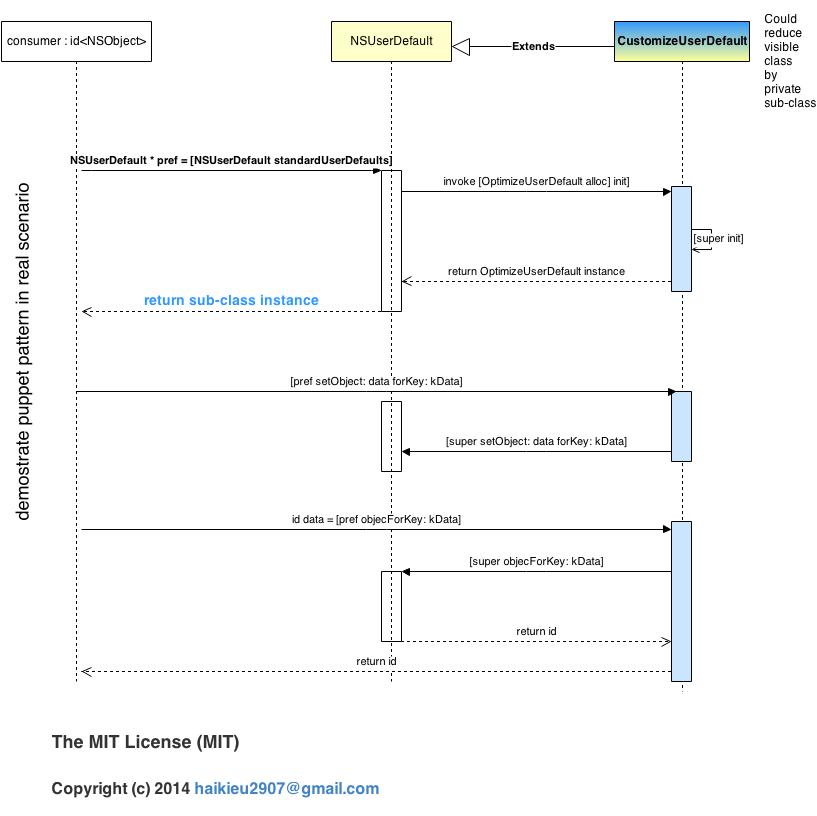 consumer : id<NSObject>
NSUserDefault
Extends
CustomizeUserDefault
Could
reduce
visible
class
by
private
sub-class
NSUserDefault * pref = [NSUserDefault standardUserDefaults]
invoke [OptimizeUserDefault alloc] init]
[super init]
return OptimizeUserDefault instance
return sub-class instance
demostrate puppet pattern in real scenario
[pref setObject: data forKey: kData]
[super setObject: data forKey: kData]
id data = [pref objecForKey: kData]
[super objecForKey: kData]
return id
return id
The MIT License (MIT)
Copyright (c) 2014 haikieu2907@gmail.com